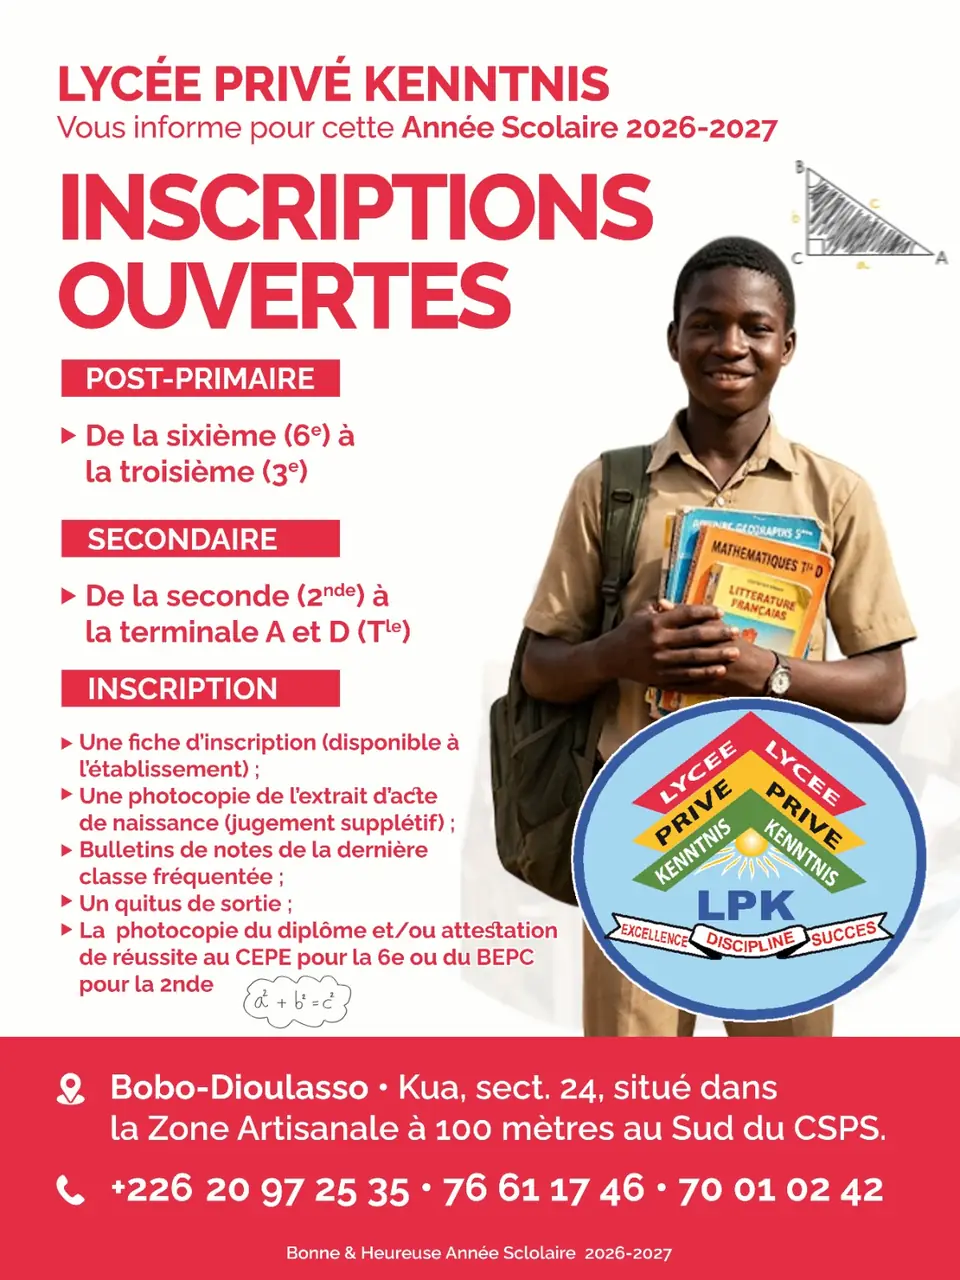 LYCÉE PRIVÉ KENNTNIS
Vous informe pour cette Année Scolaire 2026-2027
INSCRIPTIONS
OUVERTES
B
b
c
C
a
A
POST-PRIMAIRE
De la sixième (6e) à
la troisième (3e)
SECONDAIRE
De la seconde (2nde) à
la terminale A et D (Tle)
INSCRIPTION
Une fiche d'inscription (disponible à
l'établissement) ;
Une photocopie de l'extrait d'acte
de naissance (jugement supplétif) ;
Bulletins de notes de la dernière
classe fréquentée ;
Un quitus de sortie ;
La photocopie du diplôme et/ou attestation
de réussite au CEPE pour la 6e ou du BEPC
pour la 2nde
a² + b² = c²
MATHEMATIQUES Tle D
LITTERATURE
FRANÇAISE
LYCEE LYCEE
PRIVE PRIVE
KENNTNIS KENNTNIS
LPK
EXCELLENCE DISCIPLINE SUCCES
Bobo-Dioulasso • Kua, sect. 24, situé dans
la Zone Artisanale à 100 mètres au Sud du CSPS.
+226 20 97 25 35 • 76 61 17 46 • 70 01 02 42
Bonne & Heureuse Année Sclolaire 2026-2027